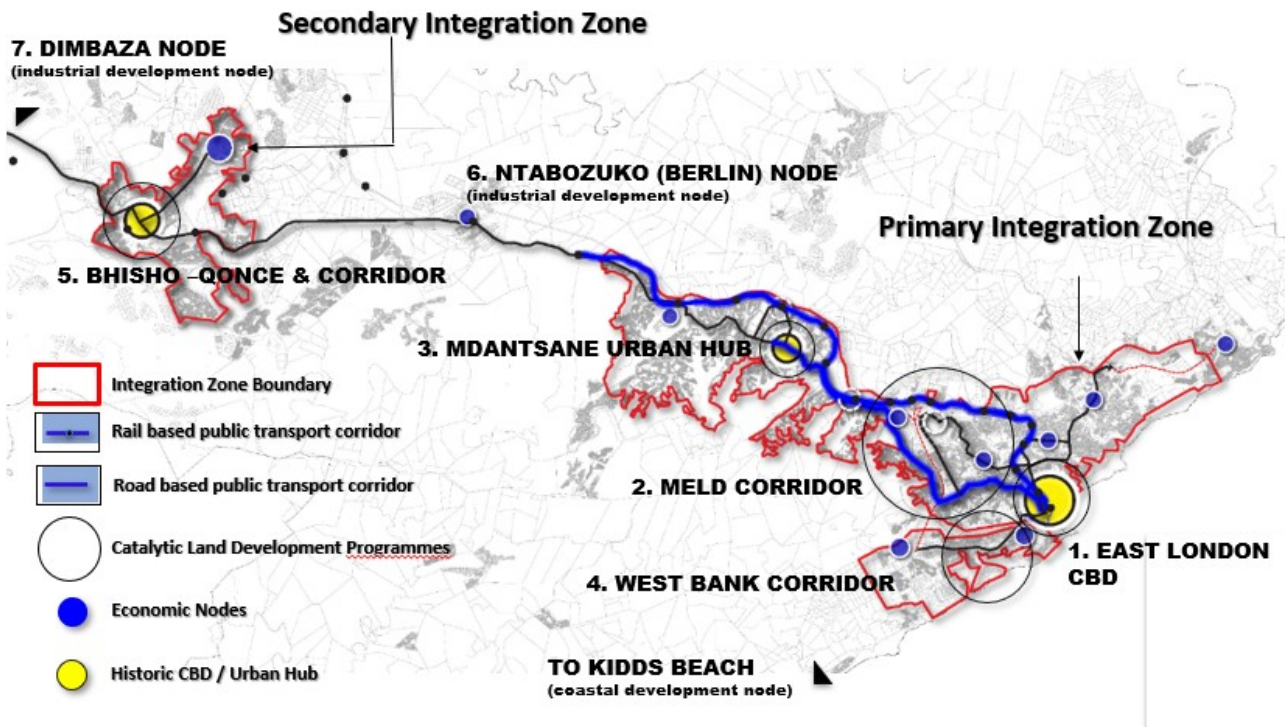 Secondary Integration Zone
7. DIMBAZA NODE
(industrial development node)
6. NTABOZUKO (BERLIN) NODE
(industrial development node)
Primary Integration Zone
5. BHISHO –QONCE & CORRIDOR
3. MDANTSANE URBAN HUB
Integration Zone Boundary
Rail based public transport corridor
Road based public transport corridor
2. MELD CORRIDOR
Catalytic Land Development Programmes
1. EAST LONDON
CBD
4. WEST BANK CORRIDOR
Economic Nodes
Historic CBD / Urban Hub
TO KIDDS BEACH
(coastal development node)